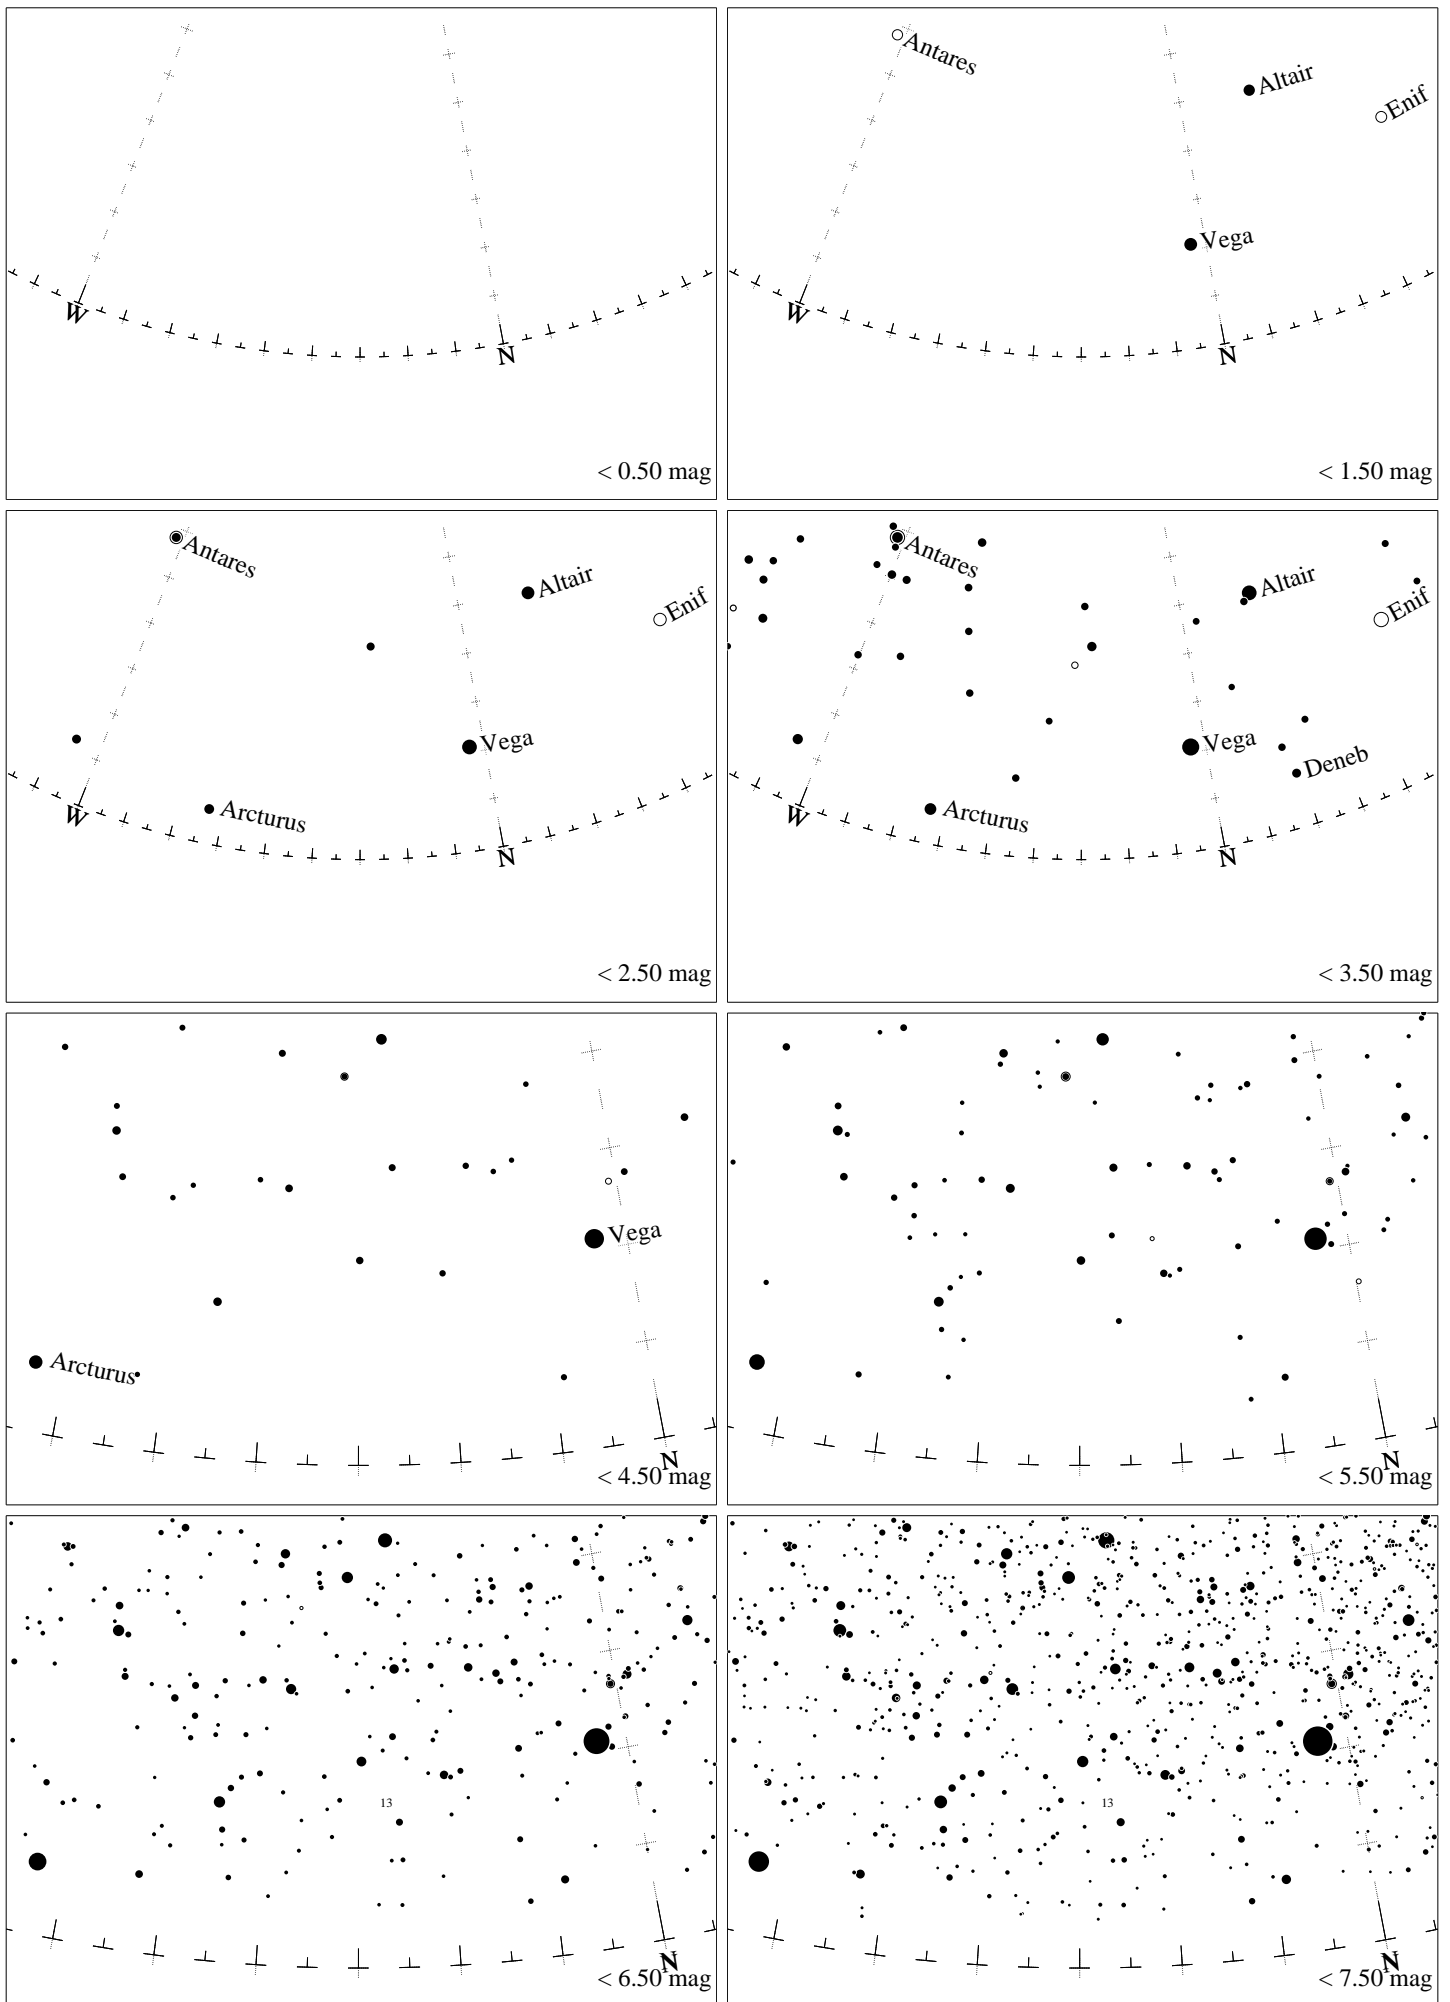 W
N
< 0.50 mag
Antares
Altair
Enif
Vega
W
N
< 1.50 mag
Antares
Altair
Enif
Vega
Arcturus
W
N
< 2.50 mag
Antares
Altair
Enif
Vega
Deneb
Arcturus
W
N
< 3.50 mag
Vega
Arcturus
N
< 4.50 mag
N
< 5.50 mag
13
N
< 6.50 mag
13
N
< 7.50 mag